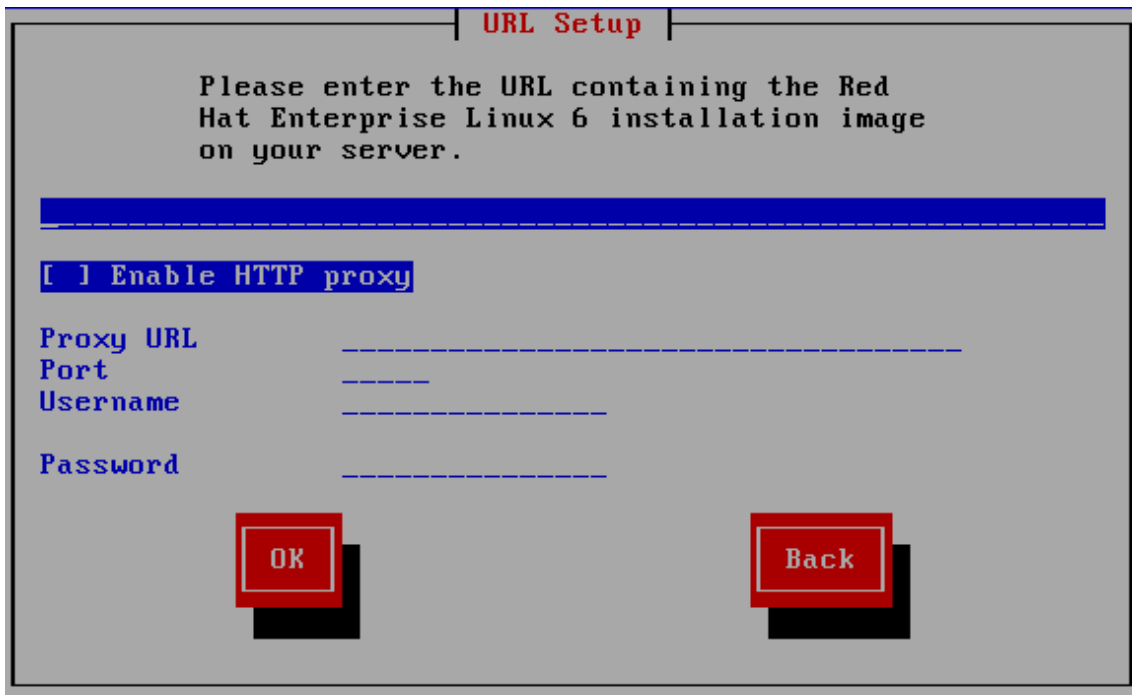 URL Setup
Please enter the URL containing the Red
Hat Enterprise Linux 6 installation image
on your server.
[ ] Enable HTTP proxy
Proxy URL
Port
Username
Password
OK Back